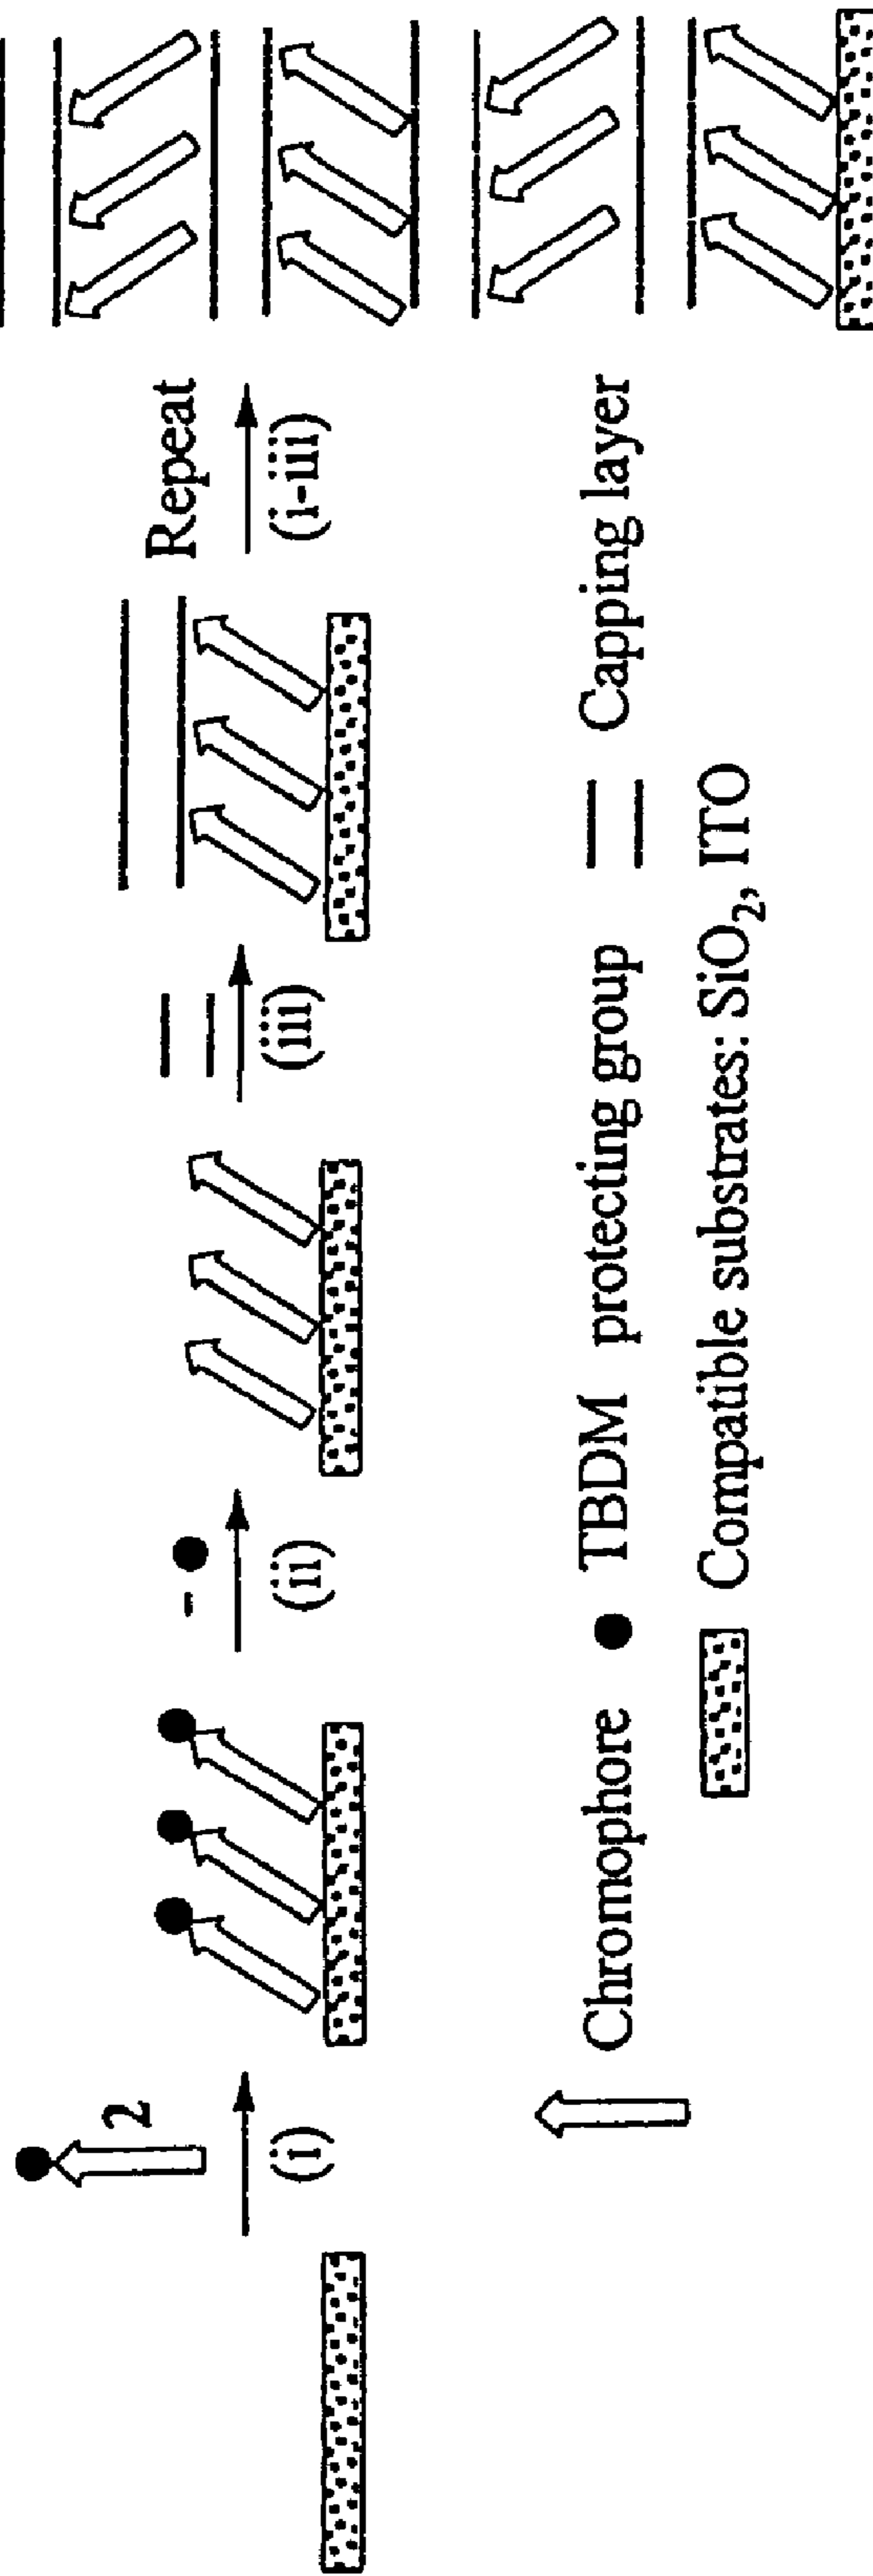 2
(i)
- ●
(ii)
(iii)
Repeat
(i-iii)
Chromophore ● TBDM protecting group Capping layer
Compatible substrates: SiO₂, ITO